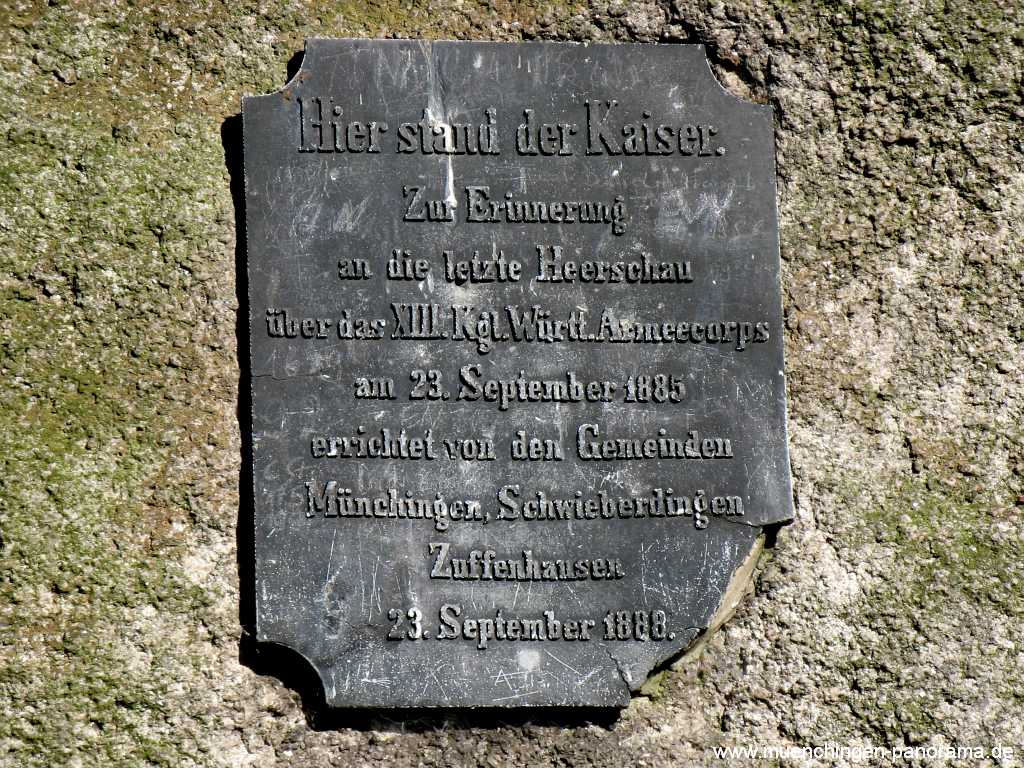 Hier stand der Kaiser.
Zur Erinnerung
an die letzte Heerschau
über das XIII. Kgl. Württ. Armeecorps
am 23. September 1885
errichtet von den Gemeinden
Münchingen, Schwieberdingen
Zuffenhausen
23. September 1888.
www.muenchingen-panorama.de